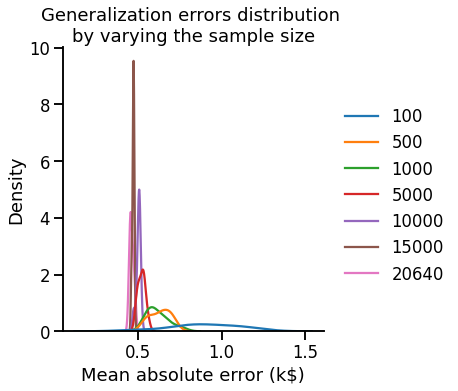 Generalization errors distribution
by varying the sample size
10
8
6
4
2
0
Density
0.5 1.0 1.5
Mean absolute error (k$)
100
500
1000
5000
10000
15000
20640